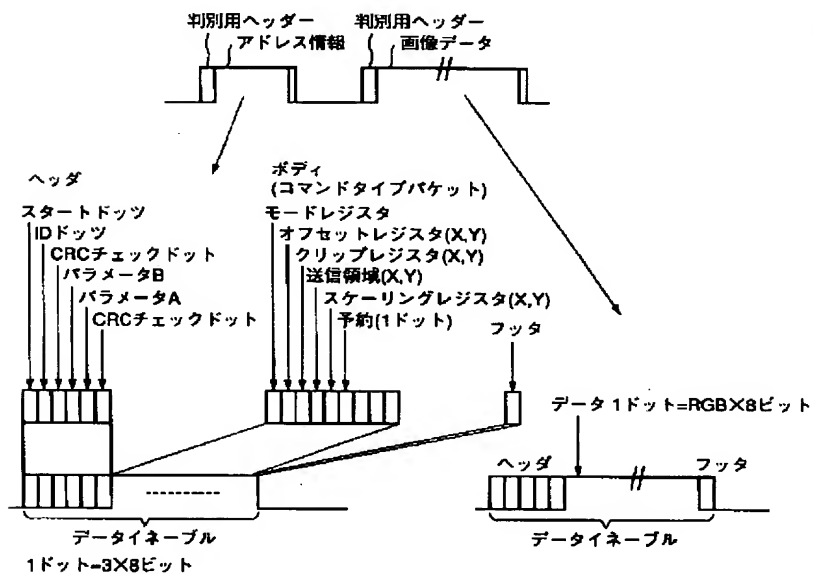 判別用ヘッダー
アドレス情報
判別用ヘッダー
画像データ
ヘッダ
スタートドッツ
IDドッツ
CRCチェックドット
パラメータB
パラメータA
CRCチェックドット
ボディ
(コマンドタイプパケット)
モードレジスタ
オフセットレジスタ(X,Y)
クリップレジスタ(X,Y)
送信領域(X,Y)
スケーリングレジスタ(X,Y)
予約(1ドット)
フッタ
データイネーブル
1ドット=3×8ビット
データ1ドット=RGB×8ビット
ヘッダ
フッタ
データイネーブル